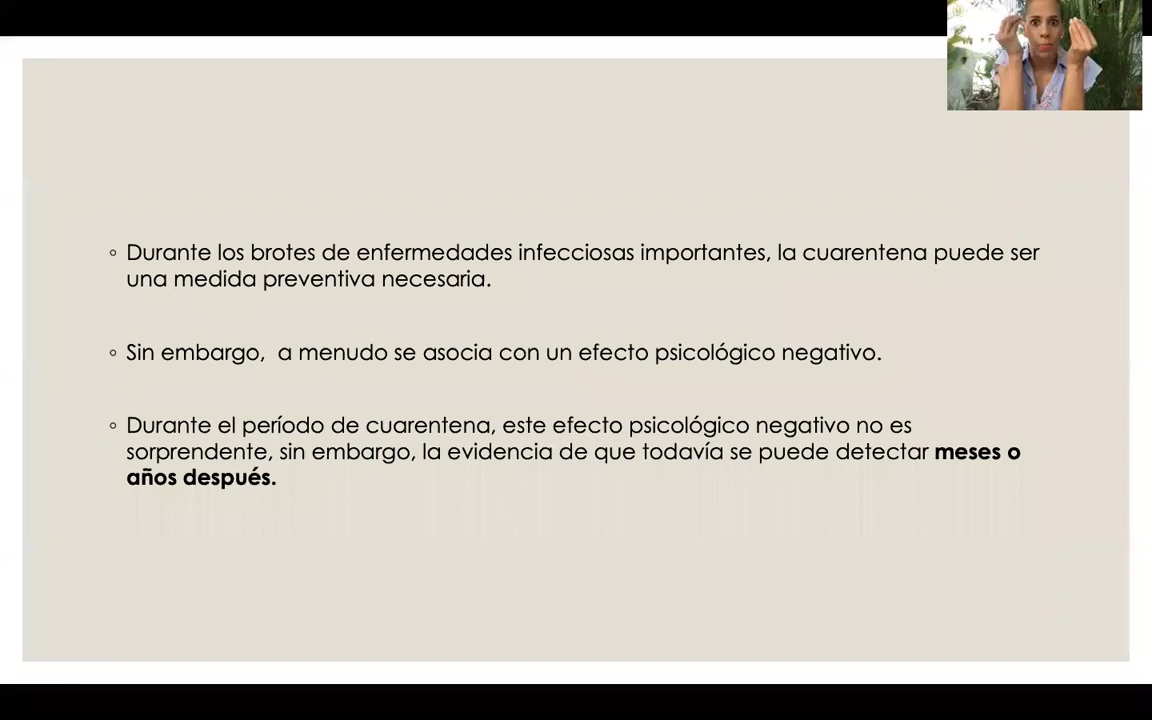 ◦ Durante los brotes de enfermedades infecciosas importantes, la cuarentena puede ser
una medida preventiva necesaria.
◦ Sin embargo,  a menudo se asocia con un efecto psicológico negativo.
◦ Durante el período de cuarentena, este efecto psicológico negativo no es
sorprendente, sin embargo, la evidencia de que todavía se puede detectar meses o
años después.